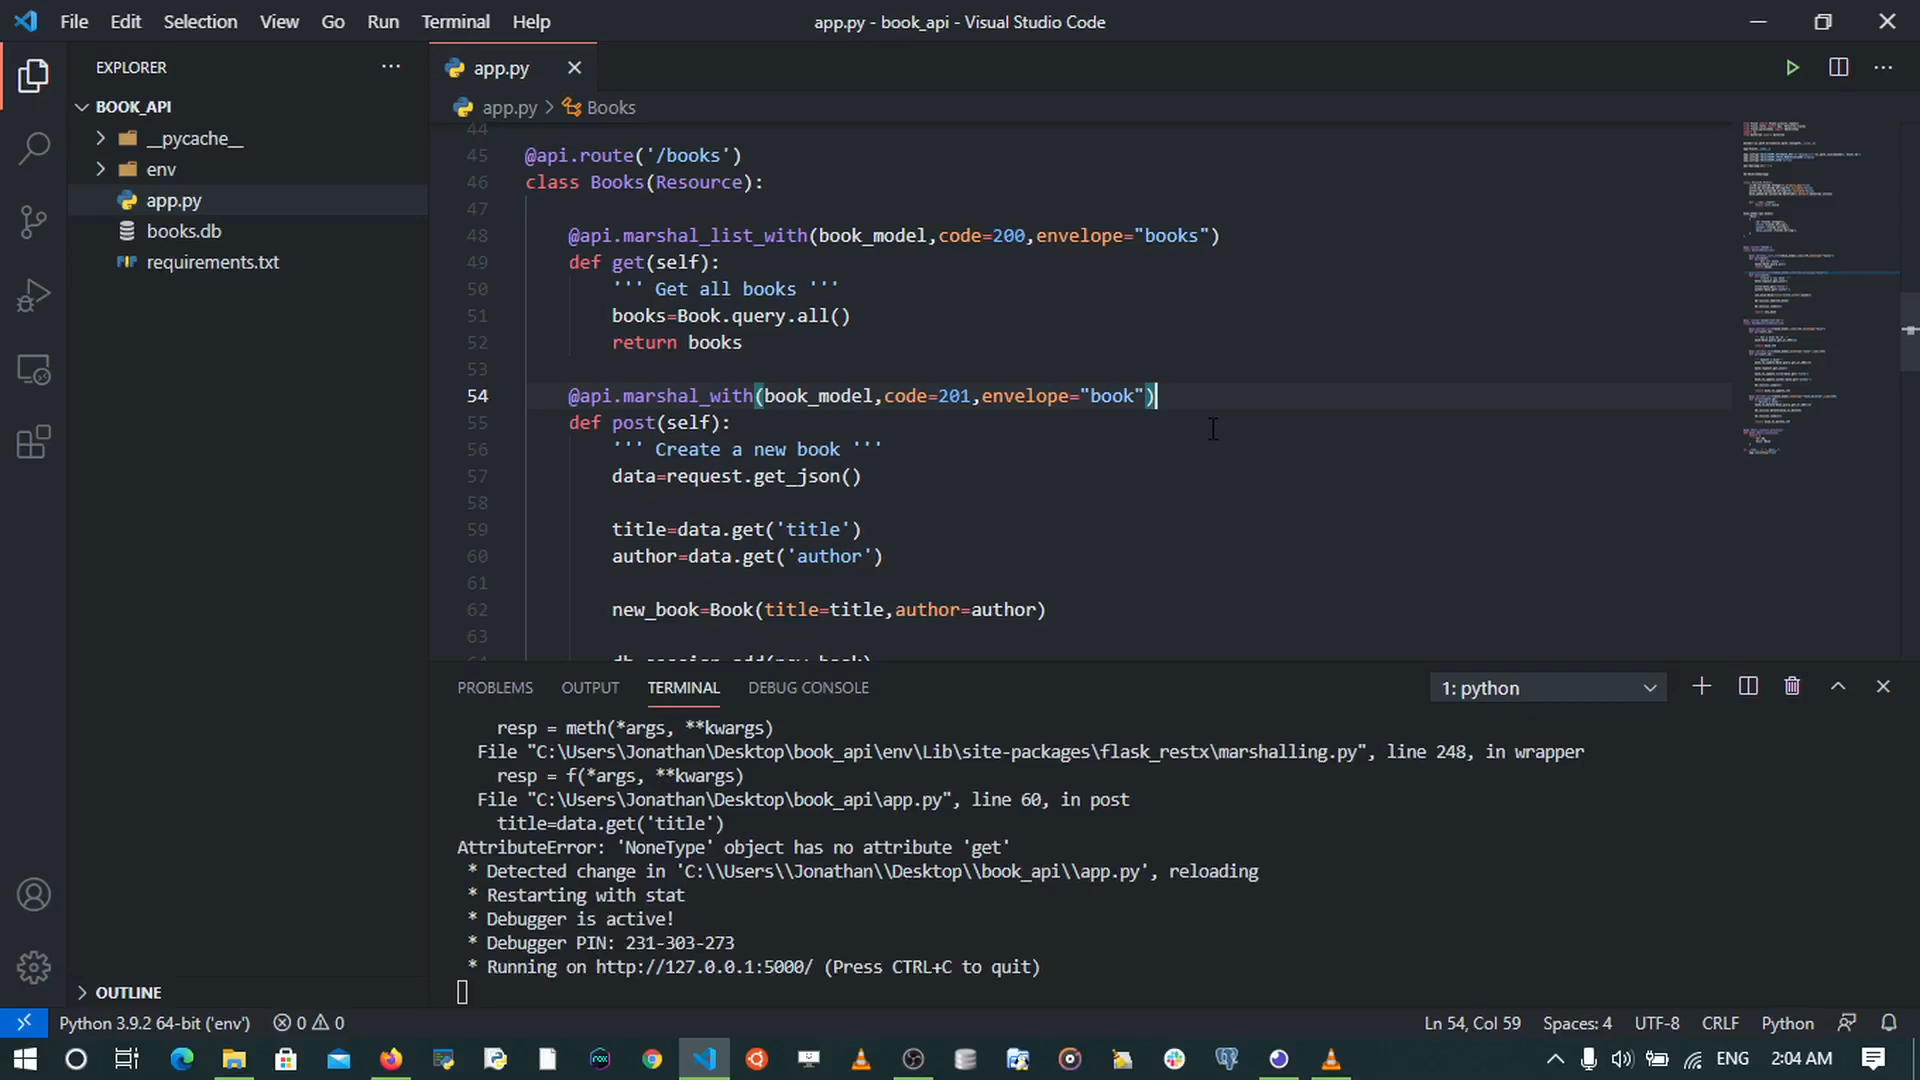 File Edit Selection View Go Run Terminal Help
app.py - book_api - Visual Studio Code
EXPLORER
BOOK_API
__pycache__
env
app.py
books.db
requirements.txt
OUTLINE
app.py
app.py > Books
44
45 @api.route('/books')
46 class Books(Resource):
47
48 @api.marshal_list_with(book_model,code=200,envelope="books")
49 def get(self):
50 ''' Get all books '''
51 books=Book.query.all()
52 return books
53
54 @api.marshal_with(book_model,code=201,envelope="book")
55 def post(self):
56 ''' Create a new book '''
57 data=request.get_json()
58
59 title=data.get('title')
60 author=data.get('author')
61
62 new_book=Book(title=title,author=author)
63
PROBLEMS OUTPUT TERMINAL DEBUG CONSOLE
1: python
resp = meth(*args, **kwargs)
File "C:\Users\Jonathan\Desktop\book_api\env\Lib\site-packages\flask_restx\marshalling.py", line 248, in wrapper
resp = f(*args, **kwargs)
File "C:\Users\Jonathan\Desktop\book_api\app.py", line 60, in post
title=data.get('title')
AttributeError: 'NoneType' object has no attribute 'get'
* Detected change in 'C:\\Users\\Jonathan\\Desktop\\book_api\\app.py', reloading
* Restarting with stat
* Debugger is active!
* Debugger PIN: 231-303-273
* Running on http://127.0.0.1:5000/ (Press CTRL+C to quit)
Python 3.9.2 64-bit ('env') 0 0
Ln 54, Col 59 Spaces: 4 UTF-8 CRLF Python
ENG 2:04 AM